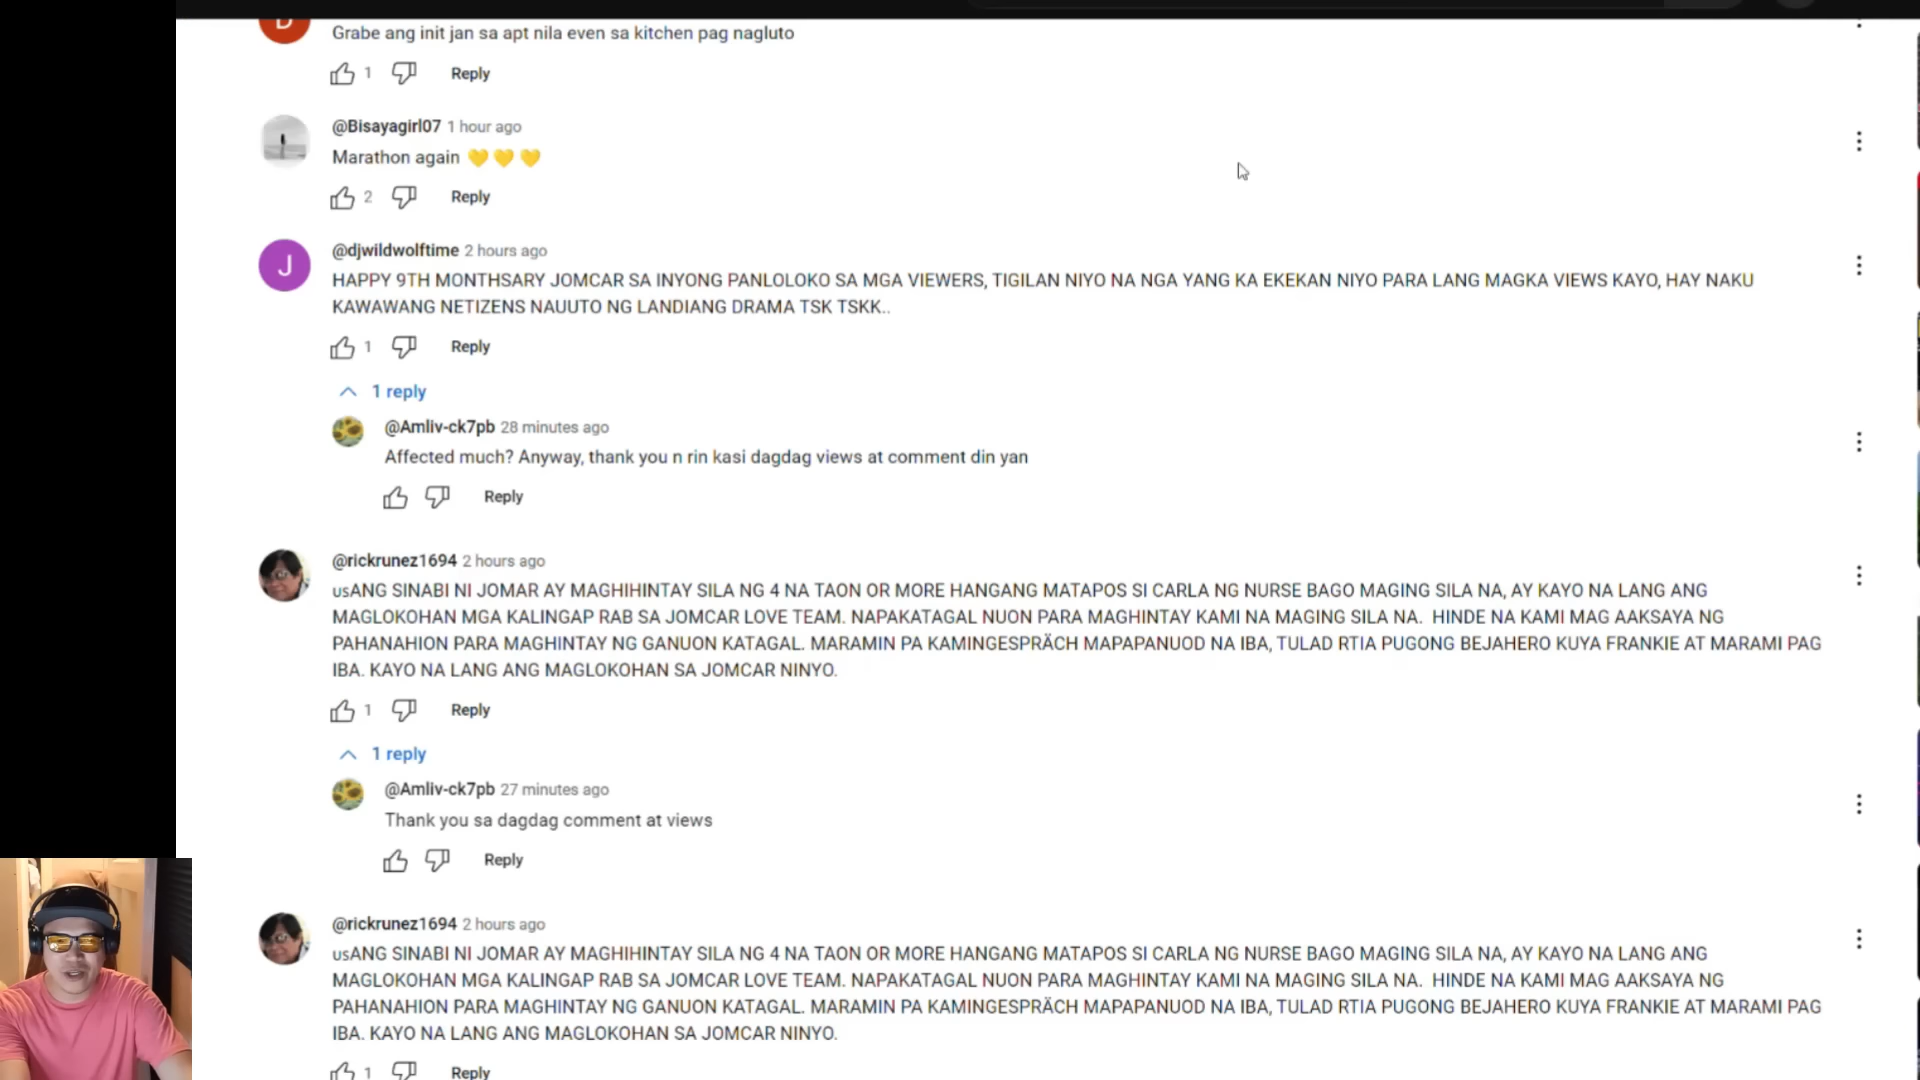 Grabe ang init jan sa apt nila even sa kitchen pag nagluto
1 Reply
@Bisayagirl07 1 hour ago
Marathon again 💛 💛 💛
2 Reply
J
@djwildwolftime 2 hours ago
HAPPY 9TH MONTHSARY JOMCAR SA INYONG PANLOLOKO SA MGA VIEWERS, TIGILAN NIYO NA NGA YANG KA EKEKAN NIYO PARA LANG MAGKA VIEWS KAYO, HAY NAKU
KAWAWANG NETIZENS NAUUTO NG LANDIANG DRAMA TSK TSKK..
1 Reply
1 reply
@Amliv-ck7pb 28 minutes ago
Affected much? Anyway, thank you n rin kasi dagdag views at comment din yan
Reply
@rickrunez1694 2 hours ago
usANG SINABI NI JOMAR AY MAGHIHINTAY SILA NG 4 NA TAON OR MORE HANGANG MATAPOS SI CARLA NG NURSE BAGO MAGING SILA NA, AY KAYO NA LANG ANG
MAGLOKOHAN MGA KALINGAP RAB SA JOMCAR LOVE TEAM. NAPAKATAGAL NUON PARA MAGHINTAY KAMI NA MAGING SILA NA. HINDE NA KAMI MAG AAKSAYA NG
PAHANAHION PARA MAGHINTAY NG GANUON KATAGAL. MARAMIN PA KAMINGESPRÄCH MAPAPANUOD NA IBA, TULAD RTIA PUGONG BEJAHERO KUYA FRANKIE AT MARAMI PAG
IBA. KAYO NA LANG ANG MAGLOKOHAN SA JOMCAR NINYO.
1 Reply
1 reply
@Amliv-ck7pb 27 minutes ago
Thank you sa dagdag comment at views
Reply
@rickrunez1694 2 hours ago
usANG SINABI NI JOMAR AY MAGHIHINTAY SILA NG 4 NA TAON OR MORE HANGANG MATAPOS SI CARLA NG NURSE BAGO MAGING SILA NA, AY KAYO NA LANG ANG
MAGLOKOHAN MGA KALINGAP RAB SA JOMCAR LOVE TEAM. NAPAKATAGAL NUON PARA MAGHINTAY KAMI NA MAGING SILA NA. HINDE NA KAMI MAG AAKSAYA NG
PAHANAHION PARA MAGHINTAY NG GANUON KATAGAL. MARAMIN PA KAMINGESPRÄCH MAPAPANUOD NA IBA, TULAD RTIA PUGONG BEJAHERO KUYA FRANKIE AT MARAMI PAG
IBA. KAYO NA LANG ANG MAGLOKOHAN SA JOMCAR NINYO.
1 Reply